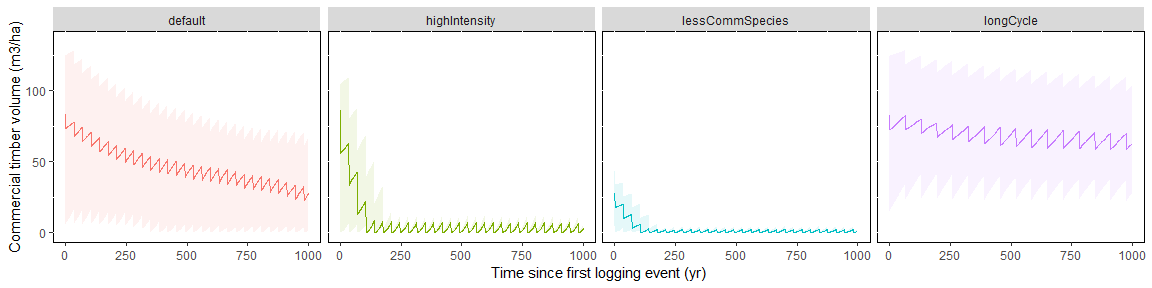 default highIntensity lessCommSpecies longCycle
Commercial timber volume (m3/ha)
100
50
0
0 250 500 750 1000 0 250 500 750 1000 0 250 500 750 1000 0 250 500 750 1000
Time since first logging event (yr)